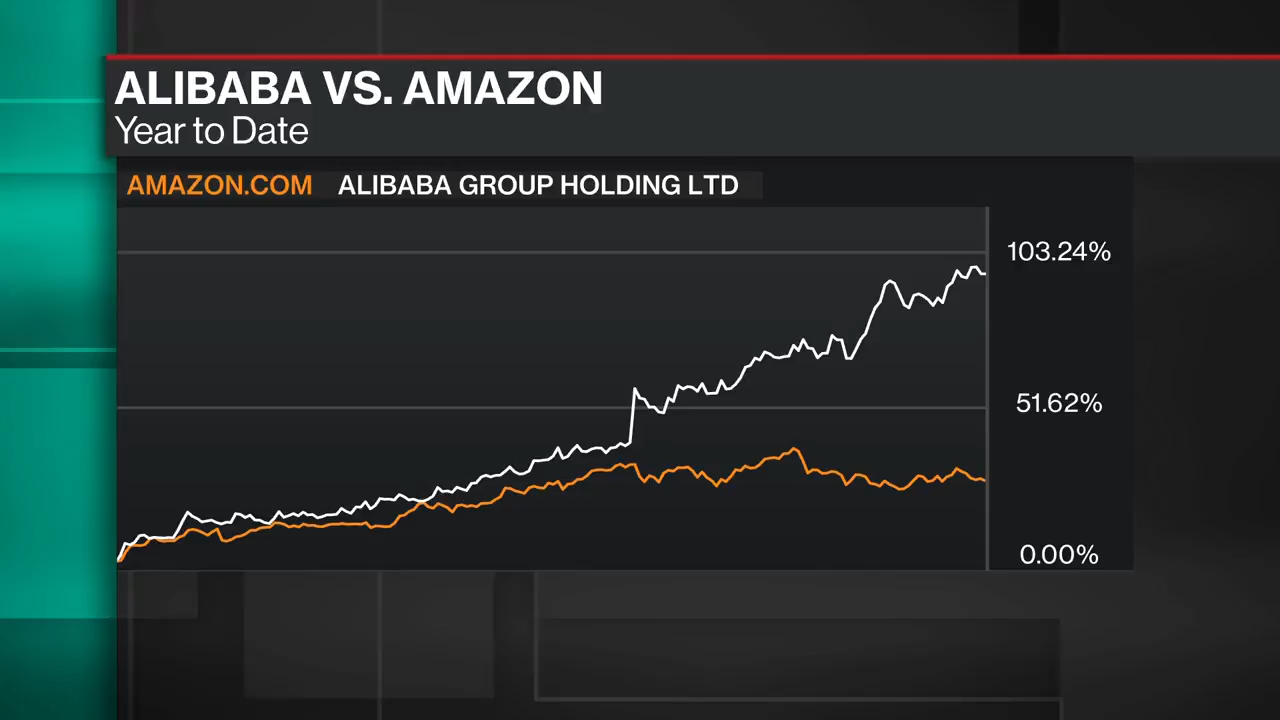 ALIBABA VS. AMAZON
Year to Date
AMAZON.COM ALIBABA GROUP HOLDING LTD
103.24%
51.62%
0.00%